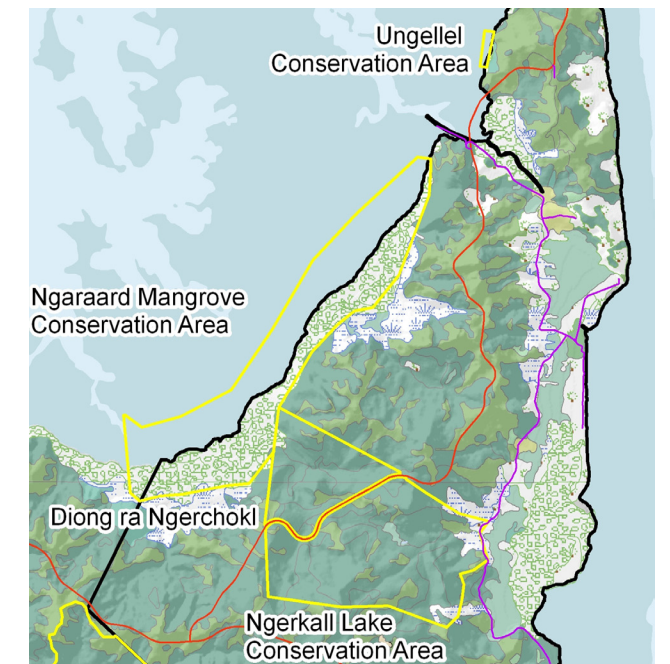 Ungellel
Conservation Area
Ngaraard Mangrove
Conservation Area
Diong ra Ngerchokl
Ngerkall Lake
Conservation Area